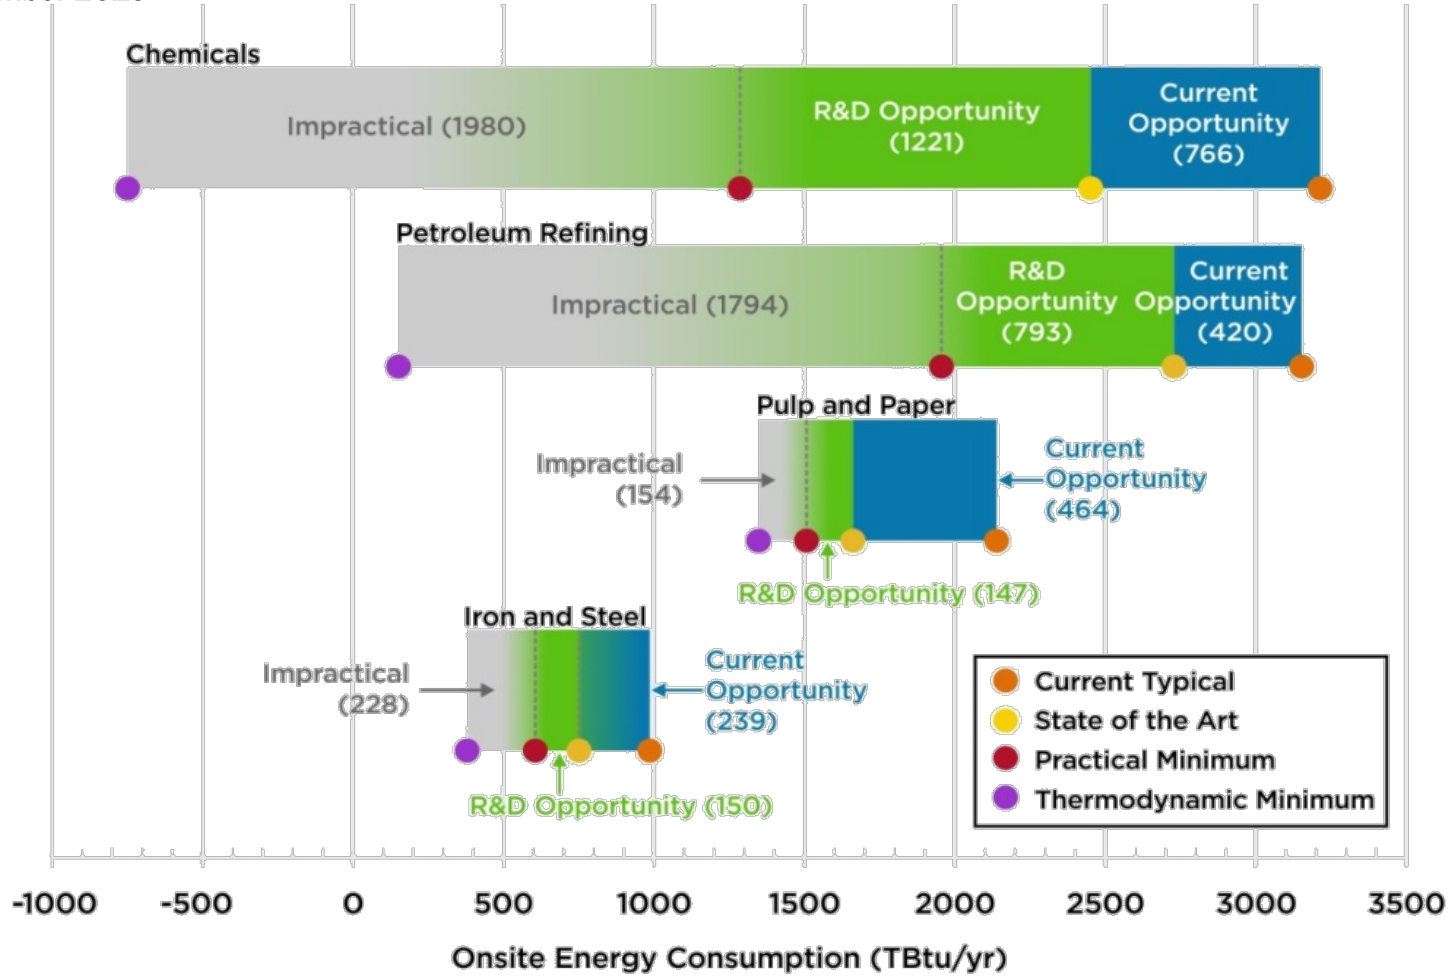 Chemicals
Impractical (1980)
R&D Opportunity
(1221)
Current
Opportunity
(766)
Petroleum Refining
Impractical (1794)
R&D
Opportunity
(793)
Current
Opportunity
(420)
Pulp and Paper
Impractical
(154)
Current
Opportunity
(464)
R&D Opportunity (147)
Iron and Steel
Impractical
(228)
Current
Opportunity
(239)
R&D Opportunity (150)
Current Typical
State of the Art
Practical Minimum
Thermodynamic Minimum
-1000 -500 0 500 1000 1500 2000 2500 3000 3500
Onsite Energy Consumption (TBtu/yr)